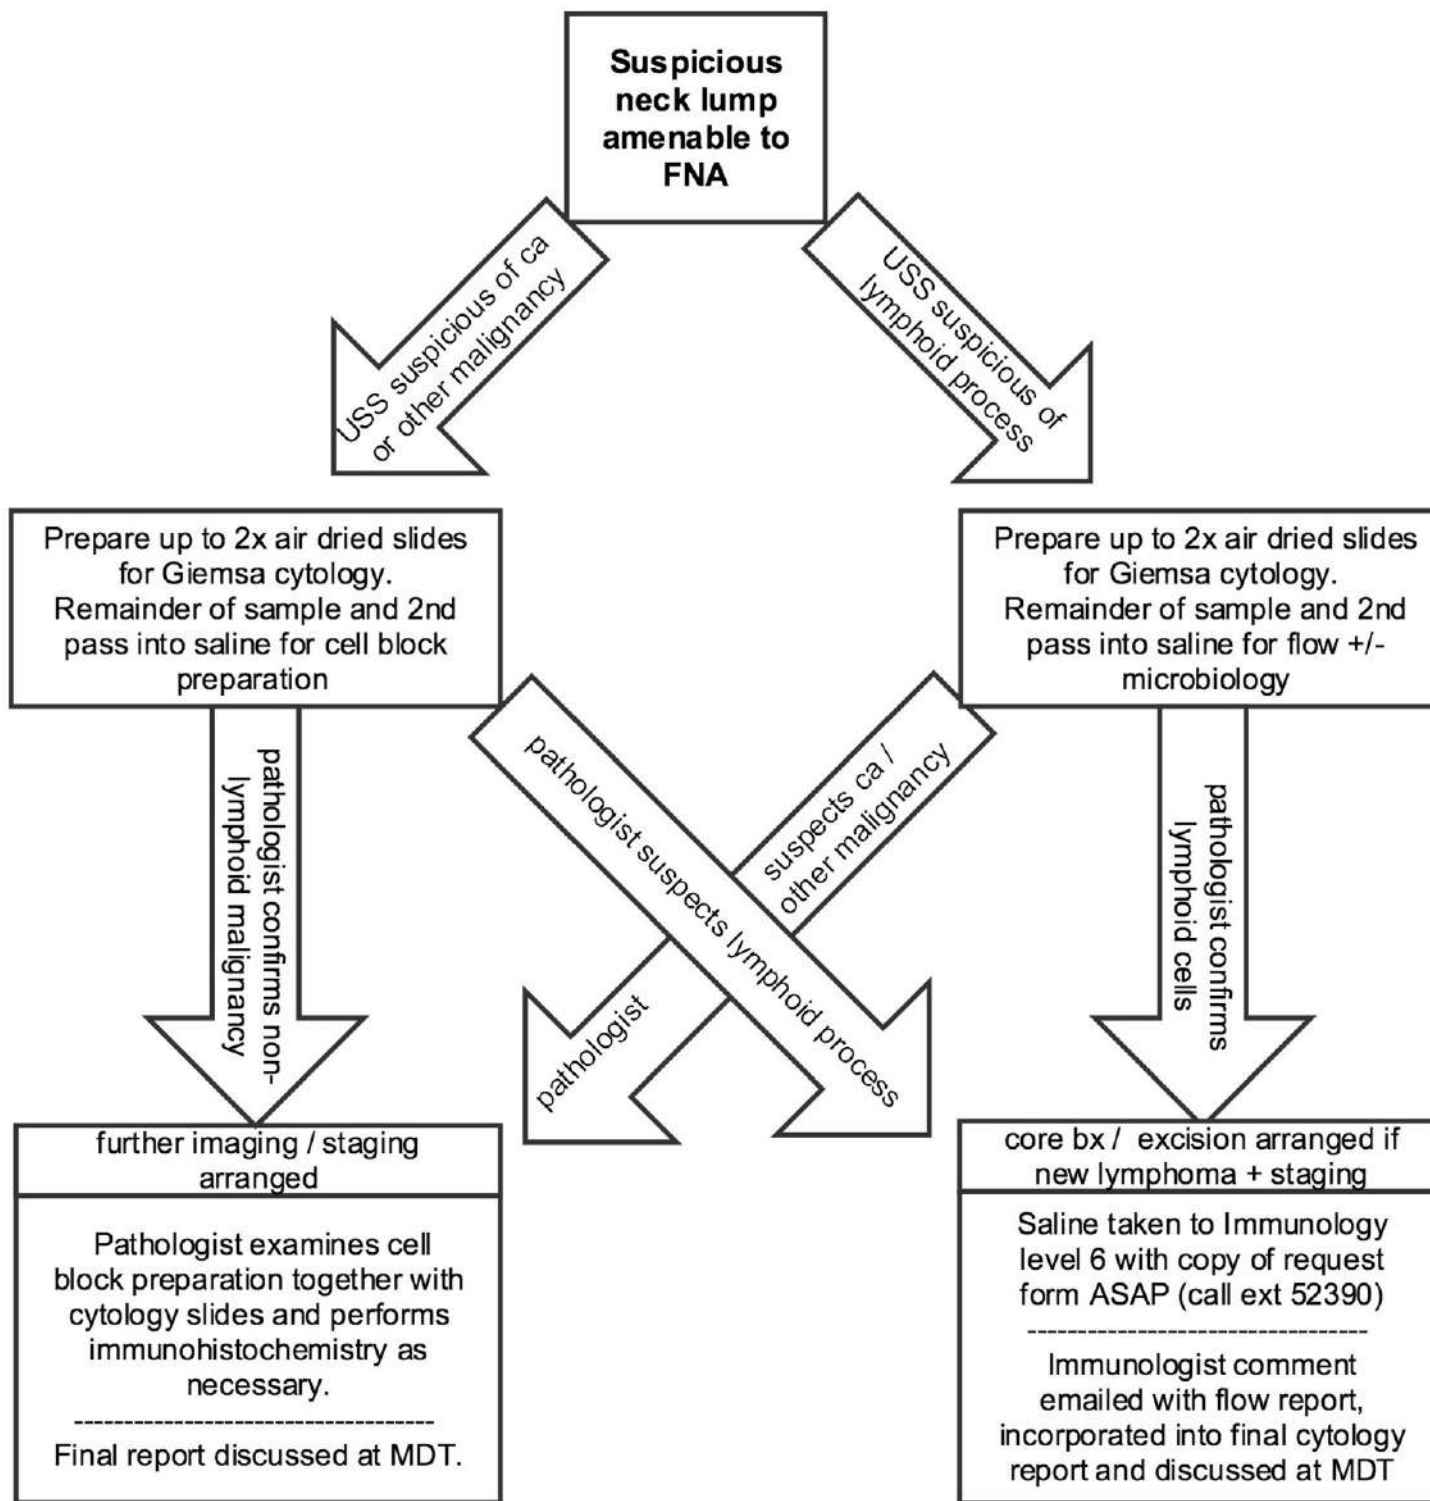 Suspicious
neck lump
amenable to
FNA
USS suspicious of ca
or other malignancy
USS suspicious of
lymphoid process
Prepare up to 2x air dried slides
for Giemsa cytology.
Remainder of sample and 2nd
pass into saline for cell block
preparation
Prepare up to 2x air dried slides
for Giemsa cytology.
Remainder of sample and 2nd
pass into saline for flow +/-
microbiology
pathologist confirms non-
lymphoid malignancy
pathologist suspects lymphoid process
pathologist
suspects ca /
other malignancy
pathologist confirms
lymphoid cells
further imaging / staging
arranged
Pathologist examines cell
block preparation together with
cytology slides and performs
immunohistochemistry as
necessary.
------------------------------------
Final report discussed at MDT.
core bx / excision arranged if
new lymphoma + staging
Saline taken to Immunology
level 6 with copy of request
form ASAP (call ext 52390)
----------------------------------
Immunologist comment
emailed with flow report,
incorporated into final cytology
report and discussed at MDT